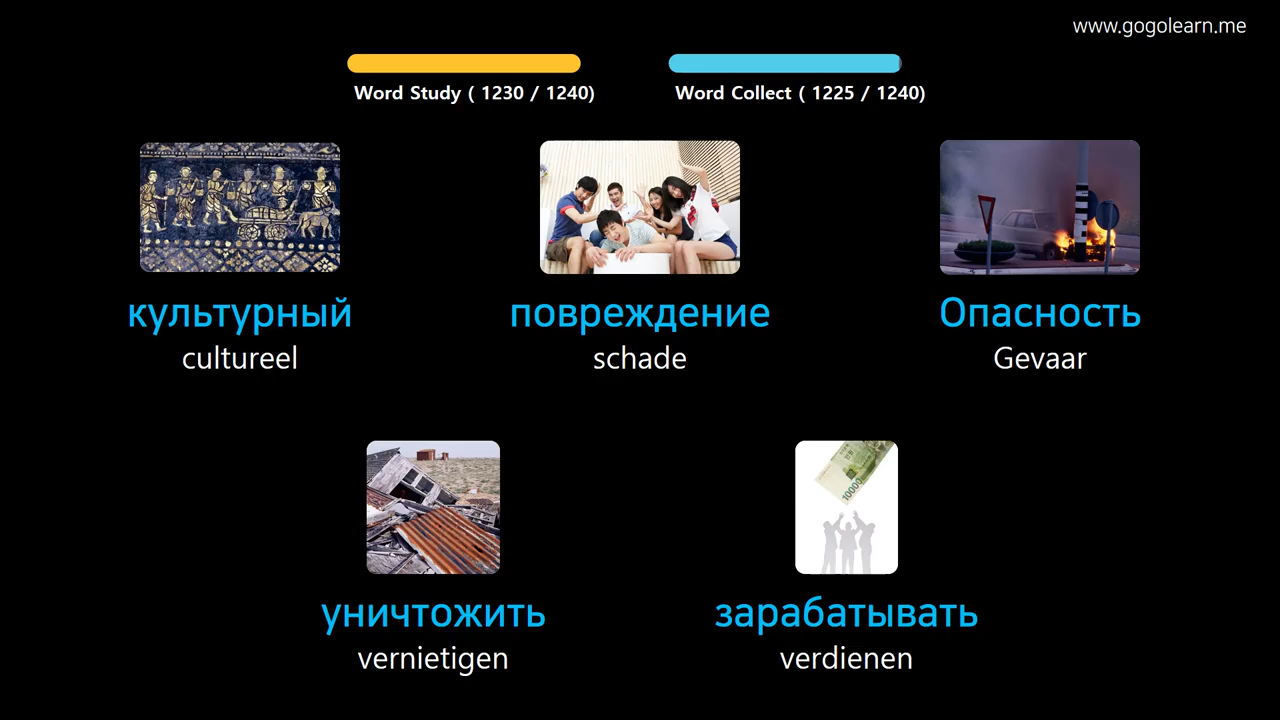 www.gogolearn.me
Word Study ( 1230 / 1240)
Word Collect ( 1225 / 1240)
культурный
cultureel
повреждение
schade
Опасность
Gevaar
10000
уничтожить
vernietigen
зарабатывать
verdienen